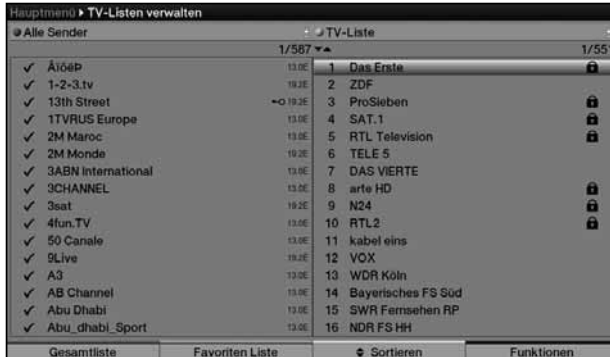 Hauptmenü ▸ TV-Listen verwalten
Alle Sender
1/587
Âîôëþ 13.0E
1-2-3.tv 19.2E
13th Street 19.2E
1TVRUS Europe 13.0E
2M Maroc 13.0E
2M Monde 19.2E
3ABN International 13.0E
3CHANNEL 13.0E
3sat 19.2E
4fun.TV 13.0E
50 Canale 13.0E
9Live 19.2E
A3 13.0E
AB Channel 13.0E
Abu Dhabi 13.0E
Abu_dhabi_Sport 13.0E
TV-Liste
1/551
1 Das Erste
2 ZDF
3 ProSieben
4 SAT.1
5 RTL Television
6 TELE 5
7 DAS VIERTE
8 arte HD
9 N24
10 RTL2
11 kabel eins
12 VOX
13 WDR Köln
14 Bayerisches FS Süd
15 SWR Fernsehen RP
16 NDR FS HH
Gesamtliste
Favoriten Liste
Sortieren
Funktionen